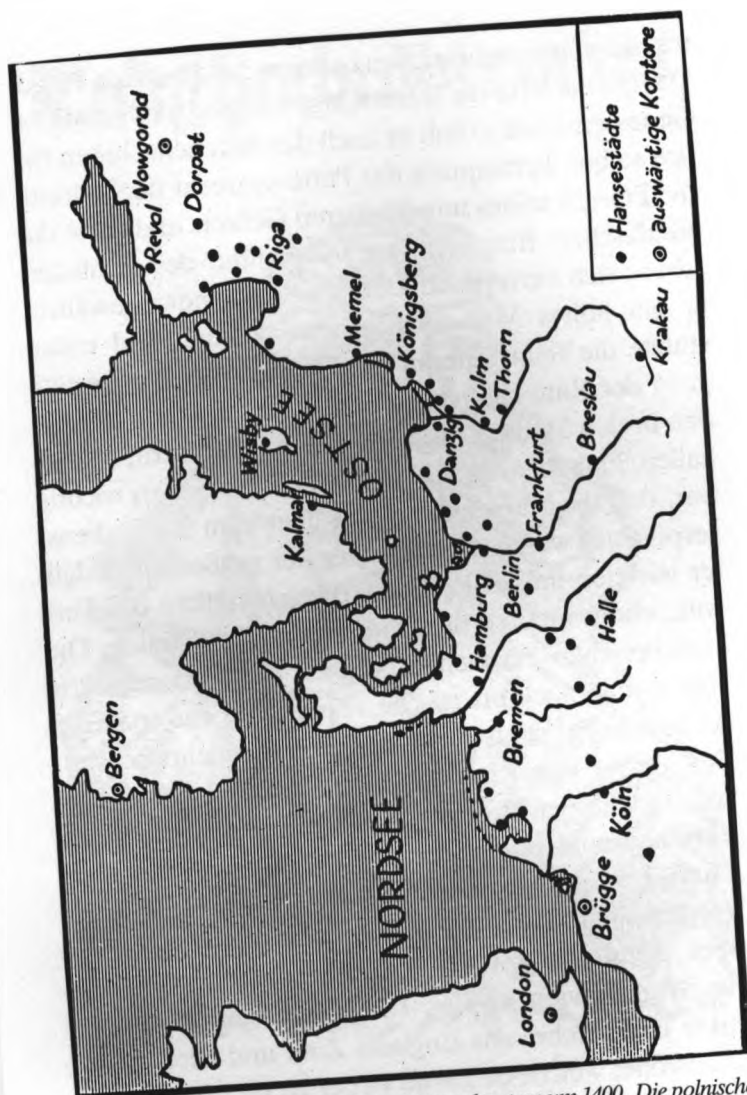 Bergen
Reval
Nowgorod
Dorpat
Riga
Wisby
OSTSEE
Kalmar
Memel
Königsberg
NORDSEE
Danzig
Kulm
Thorn
Hamburg
Berlin
Frankfurt
Breslau
Krakau
Bremen
Halle
London
Brügge
Köln
Hansestädte
auswärtige Kontore
um 1400. Die polnische